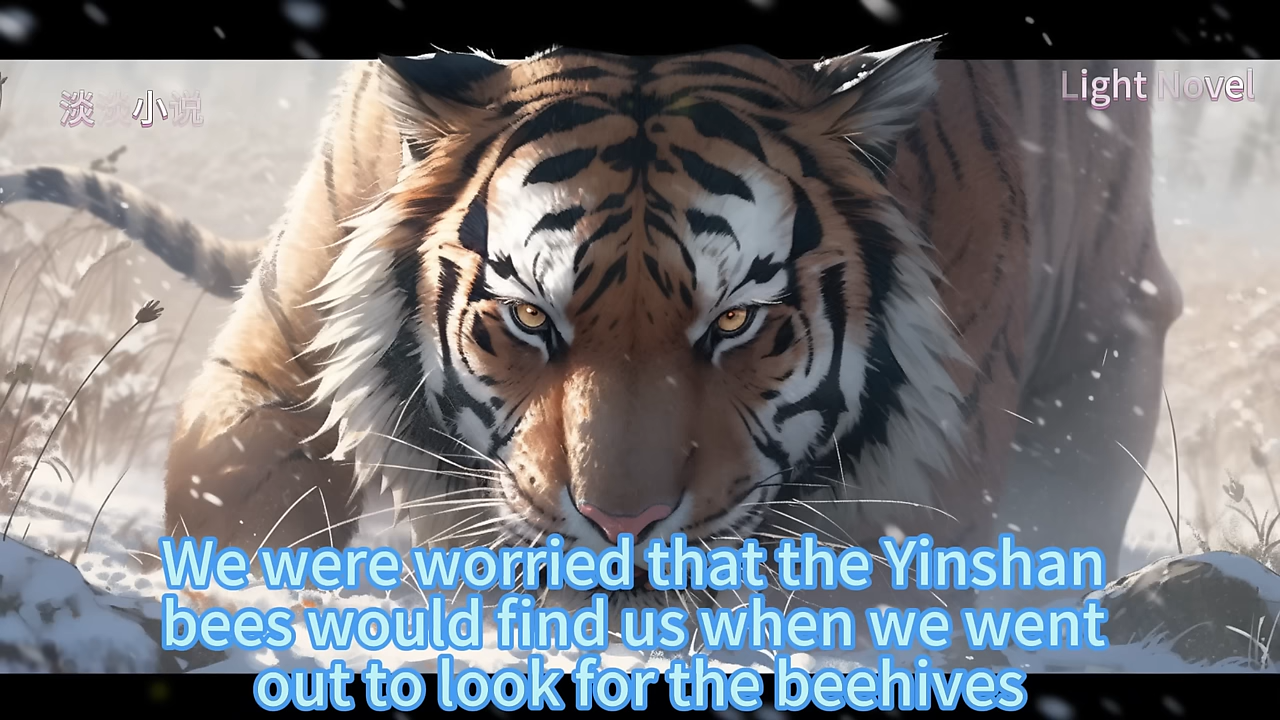 淡淡小说
Light Novel
We were worried that the Yinshan
bees would find us when we went
out to look for the beehives